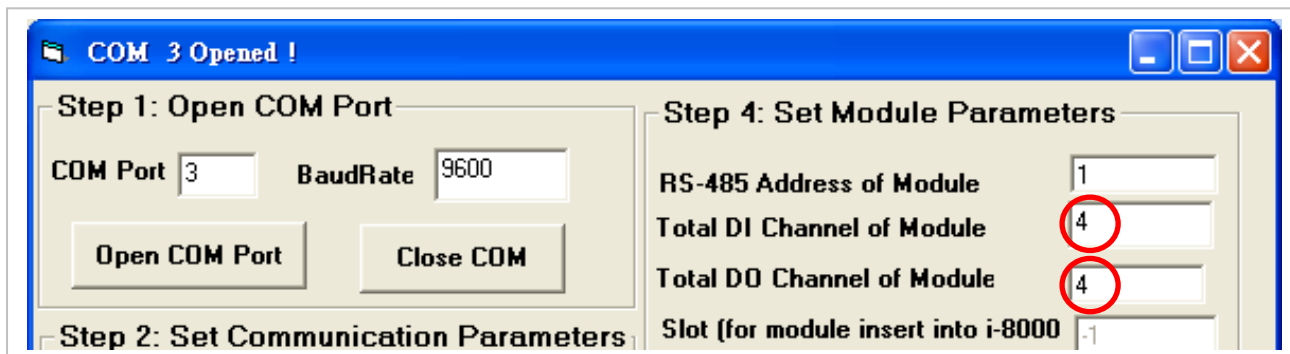 COM 3 Opened !
Step 1: Open COM Port
COM Port 3 BaudRate 9600
Open COM Port Close COM
Step 2: Set Communication Parameters
Step 4: Set Module Parameters
RS-485 Address of Module 1
Total DI Channel of Module 4
Total DO Channel of Module 4
Slot (for module insert into i-8000 -1